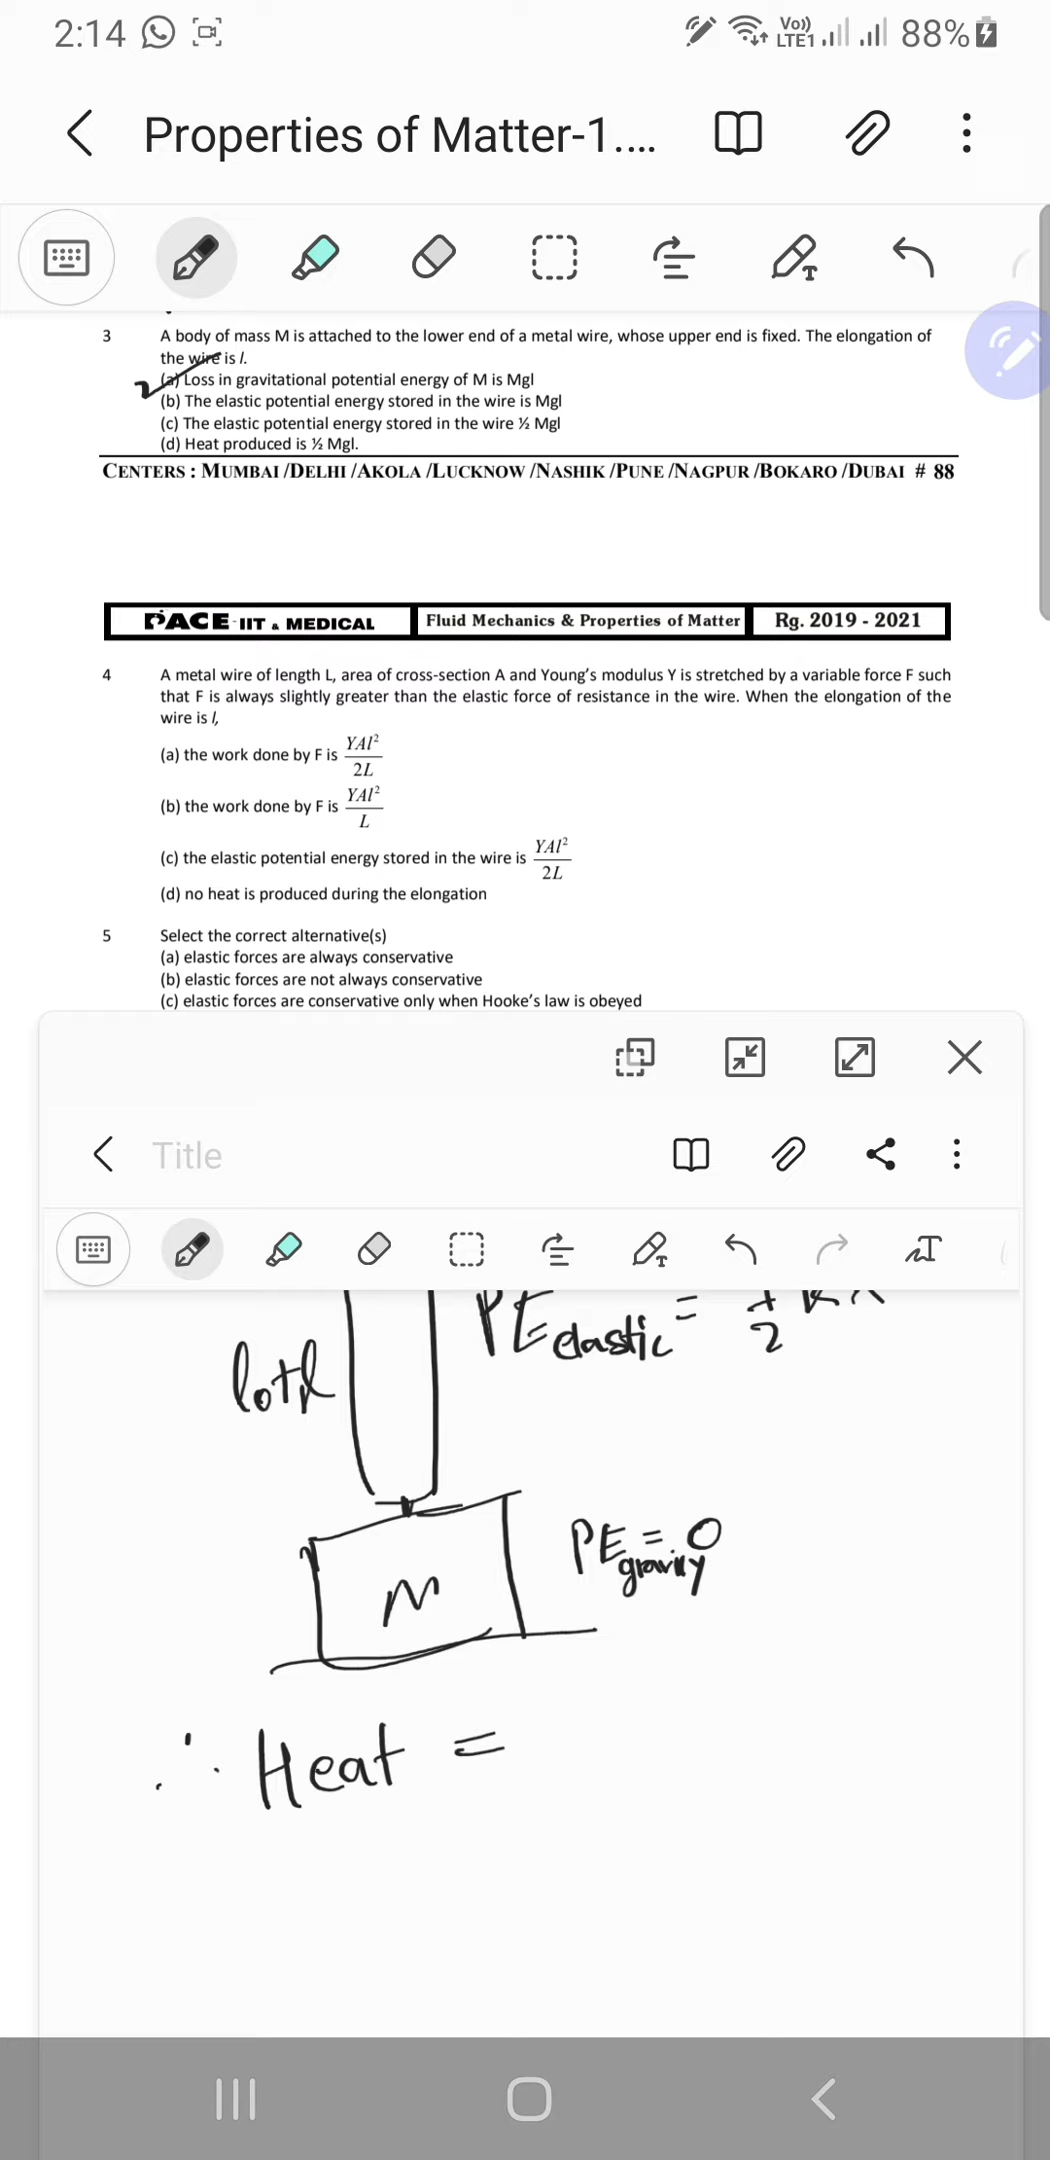 2:14 Vo)) LTE1 88%
Properties of Matter-1....
3 A body of mass M is attached to the lower end of a metal wire, whose upper end is fixed. The elongation of
the wire is l.
(a) Loss in gravitational potential energy of M is Mgl
(b) The elastic potential energy stored in the wire is Mgl
(c) The elastic potential energy stored in the wire ½ Mgl
(d) Heat produced is ½ Mgl.
CENTERS : MUMBAI /DELHI /AKOLA /LUCKNOW /NASHIK /PUNE /NAGPUR /BOKARO /DUBAI # 88
PACE IIT & MEDICAL Fluid Mechanics & Properties of Matter Rg. 2019 - 2021
4 A metal wire of length L, area of cross-section A and Young's modulus Y is stretched by a variable force F such
that F is always slightly greater than the elastic force of resistance in the wire. When the elongation of the
wire is l,
(a) the work done by F is YAl²/2L
(b) the work done by F is YAl²/L
(c) the elastic potential energy stored in the wire is YAl²/2L
(d) no heat is produced during the elongation
5 Select the correct alternative(s)
(a) elastic forces are always conservative
(b) elastic forces are not always conservative
(c) elastic forces are conservative only when Hooke's law is obeyed
Title
PE elastic = 1/2
lo+l
PE gravity = 0
M
∴ Heat =